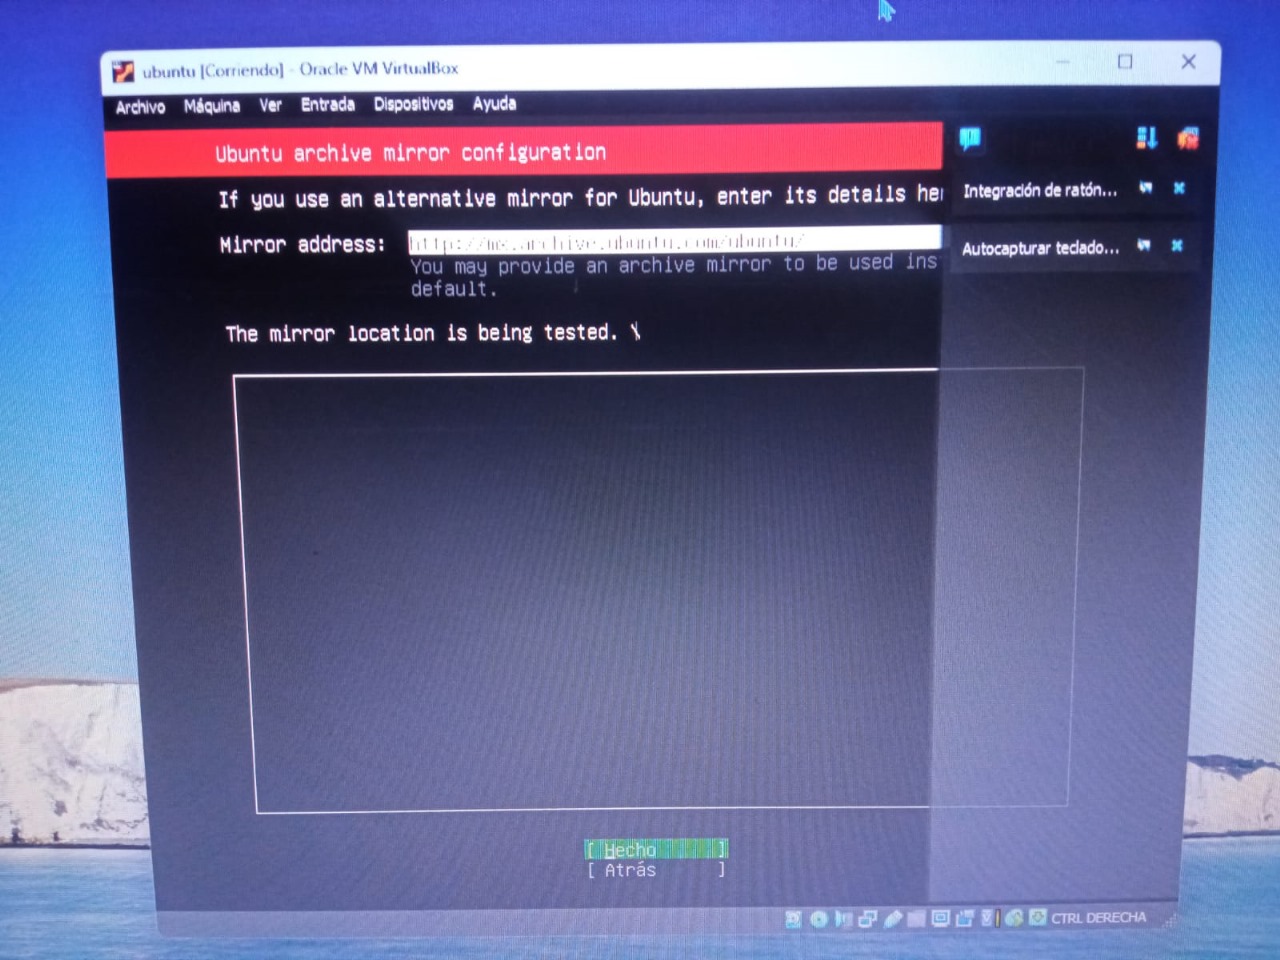 ubuntu [Corriendo] - Oracle VM VirtualBox
Archivo Máquina Ver Entrada Dispositivos Ayuda
Ubuntu archive mirror configuration
If you use an alternative mirror for Ubuntu, enter its details her
Integración de ratón...
Mirror address: http://mx.archive.ubuntu.com/ubuntu/
Autocapturar teclado...
You may provide an archive mirror to be used ins
default.
The mirror location is being tested. \
[ Hecho ]
[ Atrás ]
CTRL DERECHA